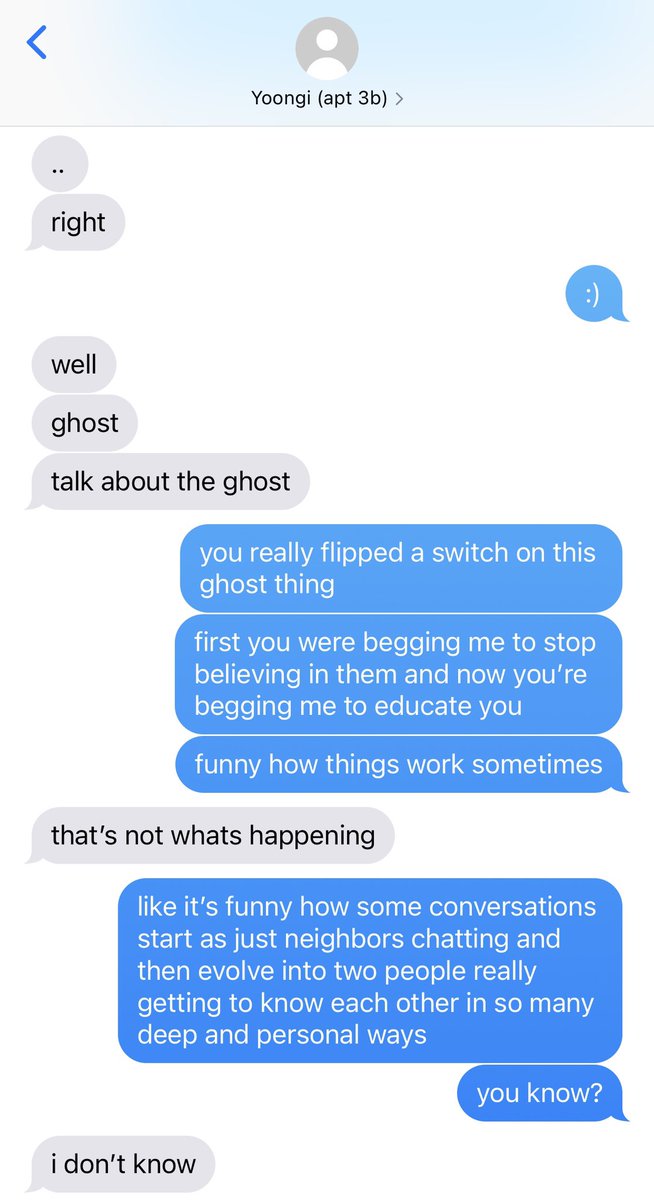 Yoongi (apt 3b)
..
right
:)
well
ghost
talk about the ghost
you really flipped a switch on this
ghost thing
first you were begging me to stop
believing in them and now you’re
begging me to educate you
funny how things work sometimes
that’s not whats happening
like it’s funny how some conversations
start as just neighbors chatting and
then evolve into two people really
getting to know each other in so many
deep and personal ways
you know?
i don’t know